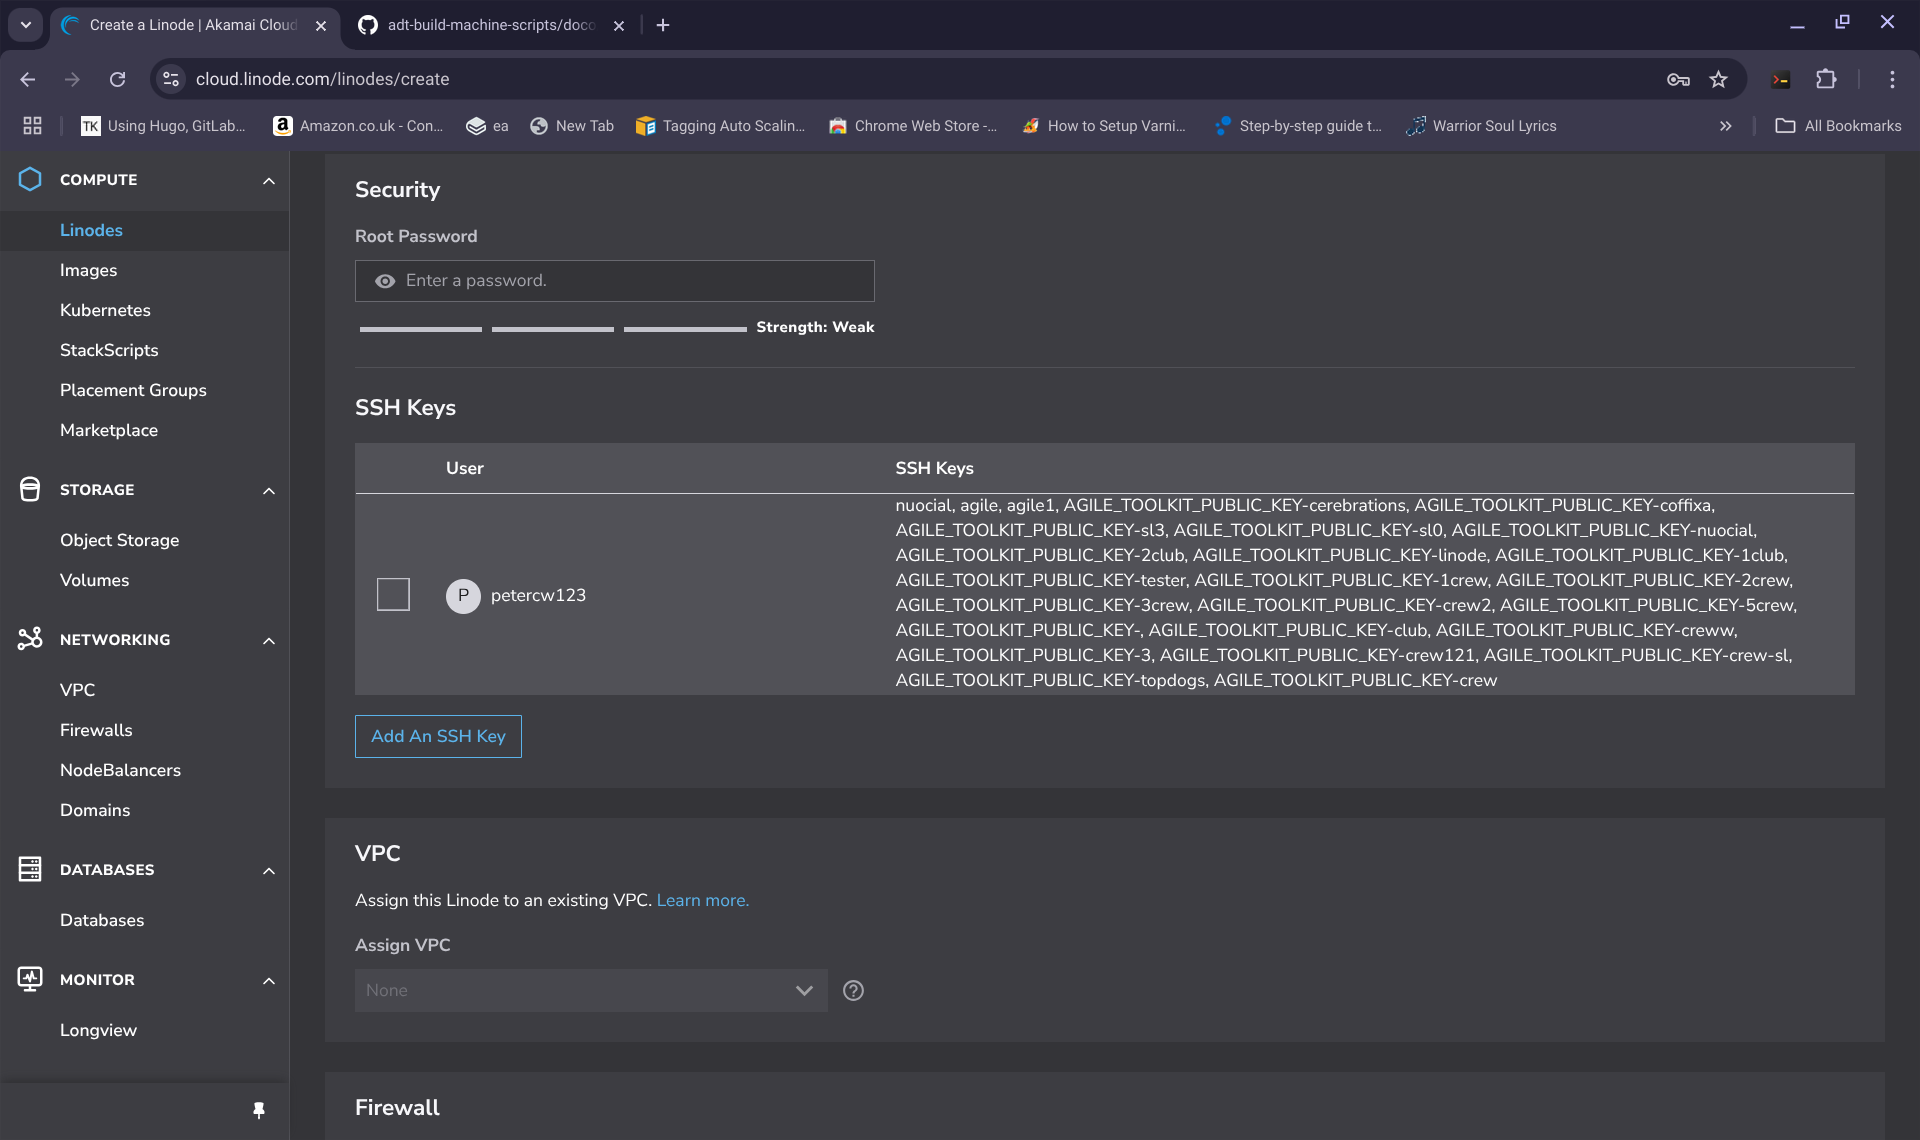 Create a Linode | Akamai Cloud
adt-build-machine-scripts/doco
cloud.linode.com/linodes/create
TK Using Hugo, GitLab...
a Amazon.co.uk - Con...
ea
New Tab
Tagging Auto Scalin...
Chrome Web Store -...
How to Setup Varni...
Step-by-step guide t...
Warrior Soul Lyrics
All Bookmarks
COMPUTE
Linodes
Images
Kubernetes
StackScripts
Placement Groups
Marketplace
STORAGE
Object Storage
Volumes
NETWORKING
VPC
Firewalls
NodeBalancers
Domains
DATABASES
Databases
MONITOR
Longview
Security
Root Password
Enter a password.
Strength: Weak
SSH Keys
User
SSH Keys
P
petercw123
nuocial, agile, agile1, AGILE_TOOLKIT_PUBLIC_KEY-cerebrations, AGILE_TOOLKIT_PUBLIC_KEY-coffixa,
AGILE_TOOLKIT_PUBLIC_KEY-sl3, AGILE_TOOLKIT_PUBLIC_KEY-sl0, AGILE_TOOLKIT_PUBLIC_KEY-nuocial,
AGILE_TOOLKIT_PUBLIC_KEY-2club, AGILE_TOOLKIT_PUBLIC_KEY-linode, AGILE_TOOLKIT_PUBLIC_KEY-1club,
AGILE_TOOLKIT_PUBLIC_KEY-tester, AGILE_TOOLKIT_PUBLIC_KEY-1crew, AGILE_TOOLKIT_PUBLIC_KEY-2crew,
AGILE_TOOLKIT_PUBLIC_KEY-3crew, AGILE_TOOLKIT_PUBLIC_KEY-crew2, AGILE_TOOLKIT_PUBLIC_KEY-5crew,
AGILE_TOOLKIT_PUBLIC_KEY-, AGILE_TOOLKIT_PUBLIC_KEY-club, AGILE_TOOLKIT_PUBLIC_KEY-creww,
AGILE_TOOLKIT_PUBLIC_KEY-3, AGILE_TOOLKIT_PUBLIC_KEY-crew121, AGILE_TOOLKIT_PUBLIC_KEY-crew-sl,
AGILE_TOOLKIT_PUBLIC_KEY-topdogs, AGILE_TOOLKIT_PUBLIC_KEY-crew
Add An SSH Key
VPC
Assign this Linode to an existing VPC. Learn more.
Assign VPC
None
Firewall